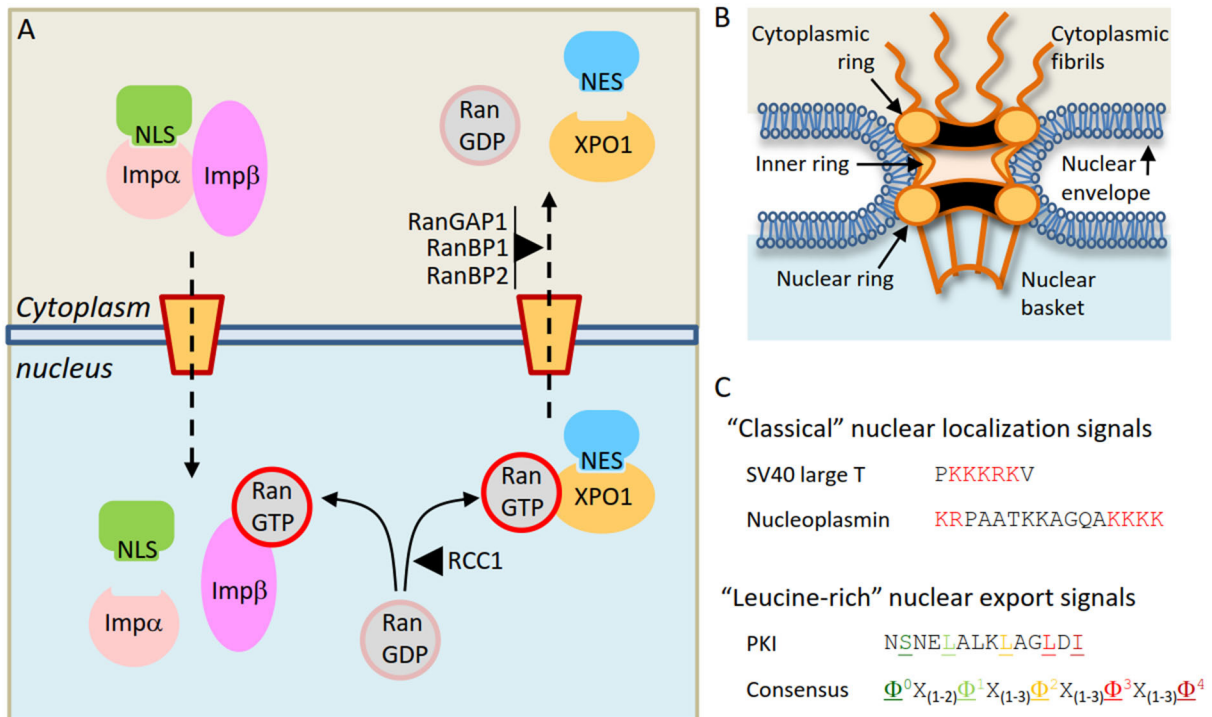 A
NLS
Impα
Impβ
Ran
GDP
NES
XPO1
RanGAP1
RanBP1
RanBP2
Cytoplasm
nucleus
NLS
Impα
Ran
GTP
Impβ
Ran
GTP
NES
XPO1
RCC1
Ran
GDP
B
Cytoplasmic
ring
Cytoplasmic
fibrils
Inner ring
Nuclear
envelope
Nuclear ring
Nuclear
basket
C
“Classical” nuclear localization signals
SV40 large T PKKKRKV
Nucleoplasmin KRPAATKKAGQAKKKK
“Leucine-rich” nuclear export signals
PKI NSNELALKLAGLDI
Consensus Φ⁰X₍₁₋₂₎Φ¹X₍₁₋₃₎Φ²X₍₁₋₃₎Φ³X₍₁₋₃₎Φ⁴